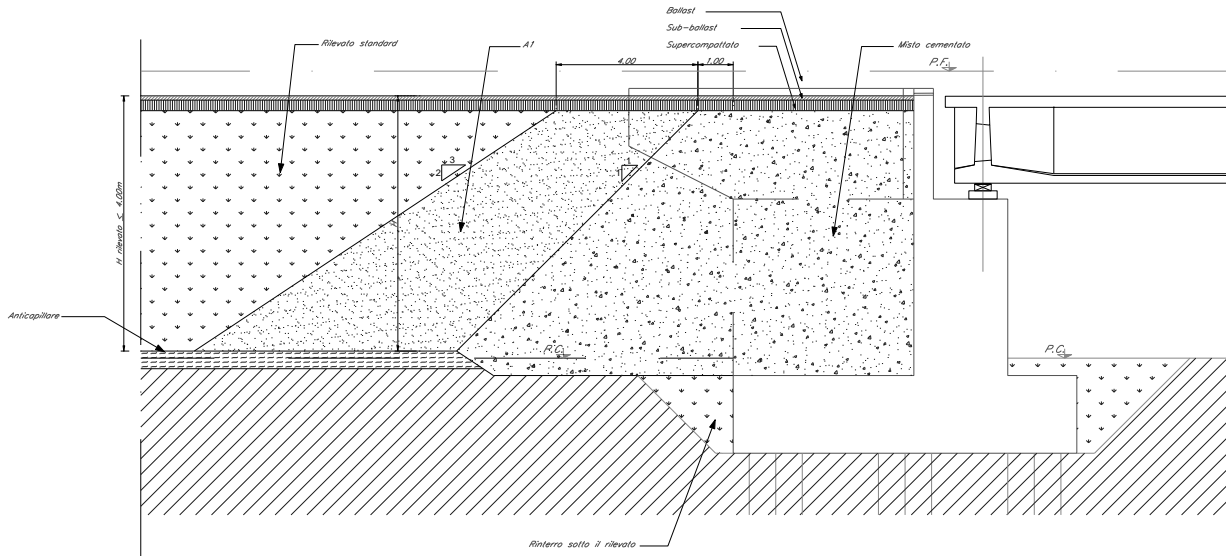 Ballast
Sub-ballast
Supercompattato
Rilevato standard
A1
Misto cementato
4.00
1.00
P.F.
3
2
1
1
H rilevato ≤ 4.00m
H
Anticapillare
P.C.
P.C.
Rinterro sotto il rilevato